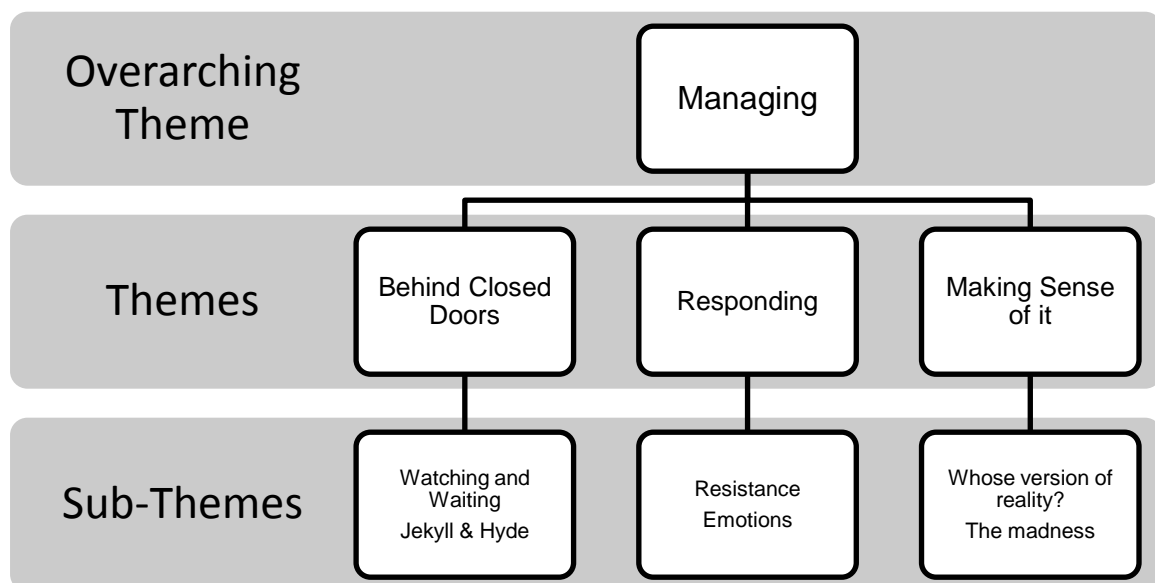 Overarching
Theme
Managing
Themes
Behind Closed
Doors
Responding
Making Sense
of it
Sub-Themes
Watching and
Waiting
Jekyll & Hyde
Resistance
Emotions
Whose version of
reality?
The madness